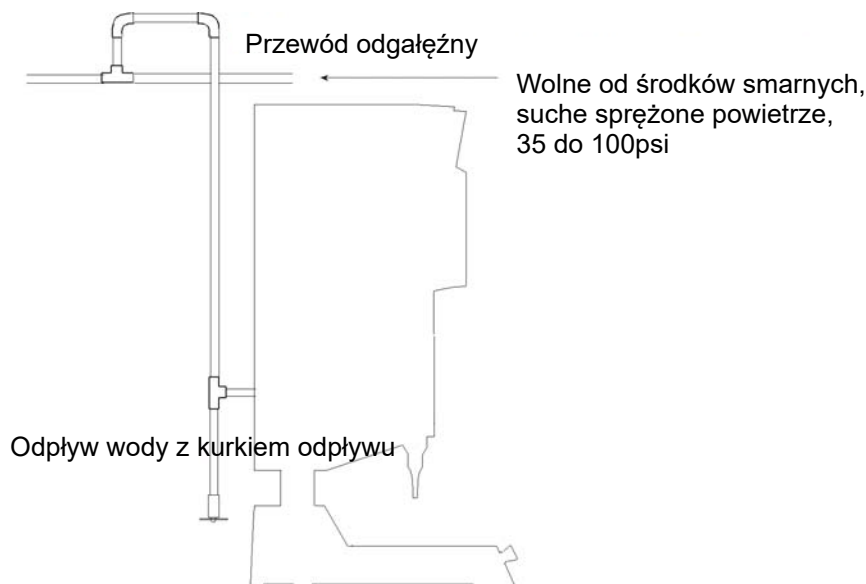 Przewód odgałęźny
Wolne od środków smarnych,
suche sprężone powietrze,
35 do 100psi
Odpływ wody z kurkiem odpływu